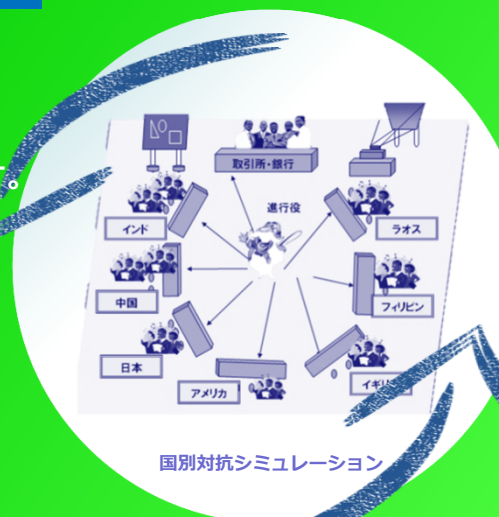 。
取引所・銀行
進行役
インド
ラオス
中国
フィリピン
日本
アメリカ
国別対抗シミュレーション